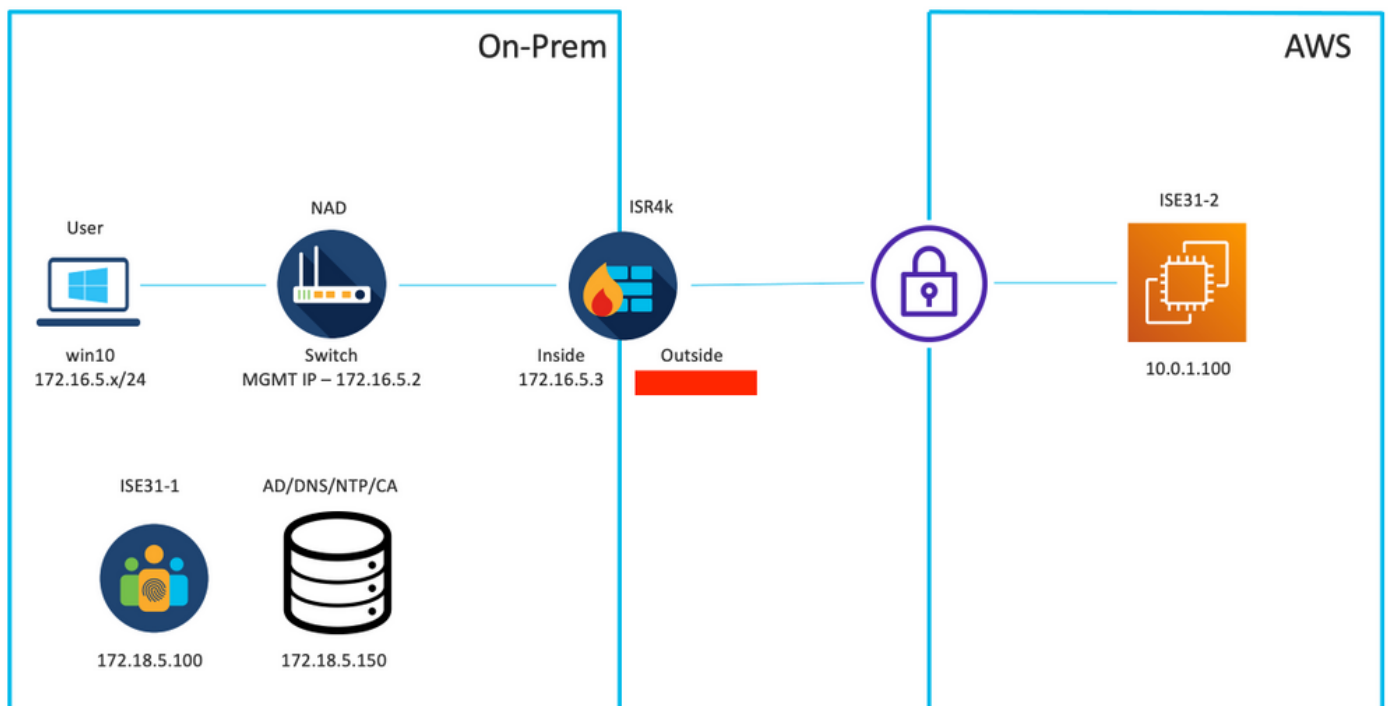 On-Prem
AWS
User
NAD
ISR4k
ISE31-2
win10
172.16.5.x/24
Switch
MGMT IP – 172.16.5.2
Inside
172.16.5.3
Outside
10.0.1.100
ISE31-1
AD/DNS/NTP/CA
172.18.5.100
172.18.5.150